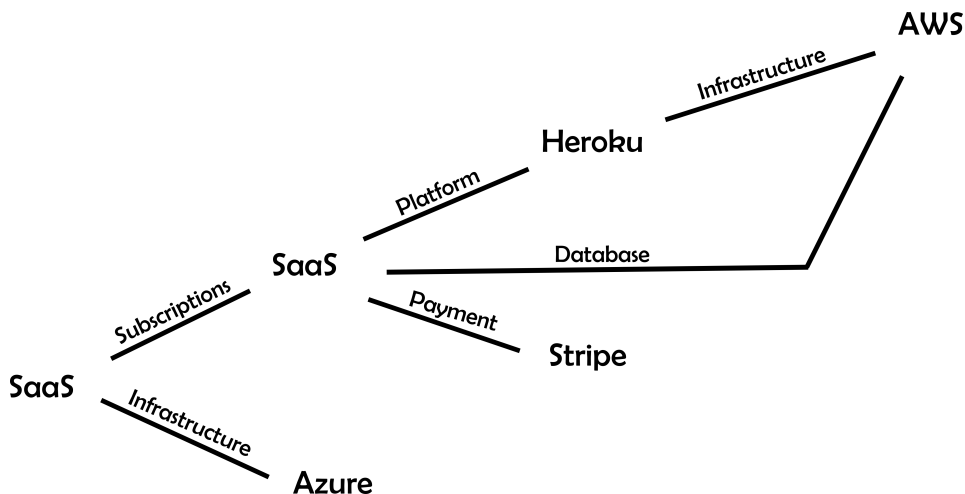 AWS
Infrastructure
Heroku
Platform
SaaS
Database
Subscriptions
Payment
Stripe
SaaS
Infrastructure
Azure